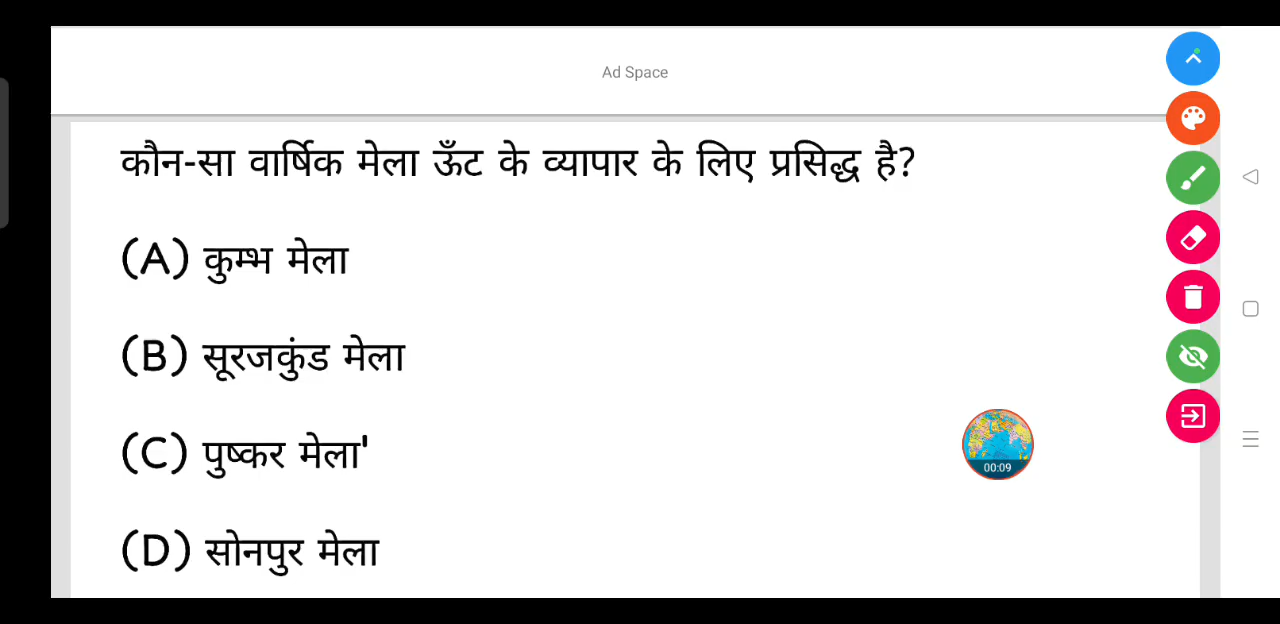 Ad Space
कौन-सा वार्षिक मेला ऊँट के व्यापार के लिए प्रसिद्ध है?
(A) कुम्भ मेला
(B) सूरजकुंड मेला
(C) पुष्कर मेला'
(D) सोनपुर मेला
00:09